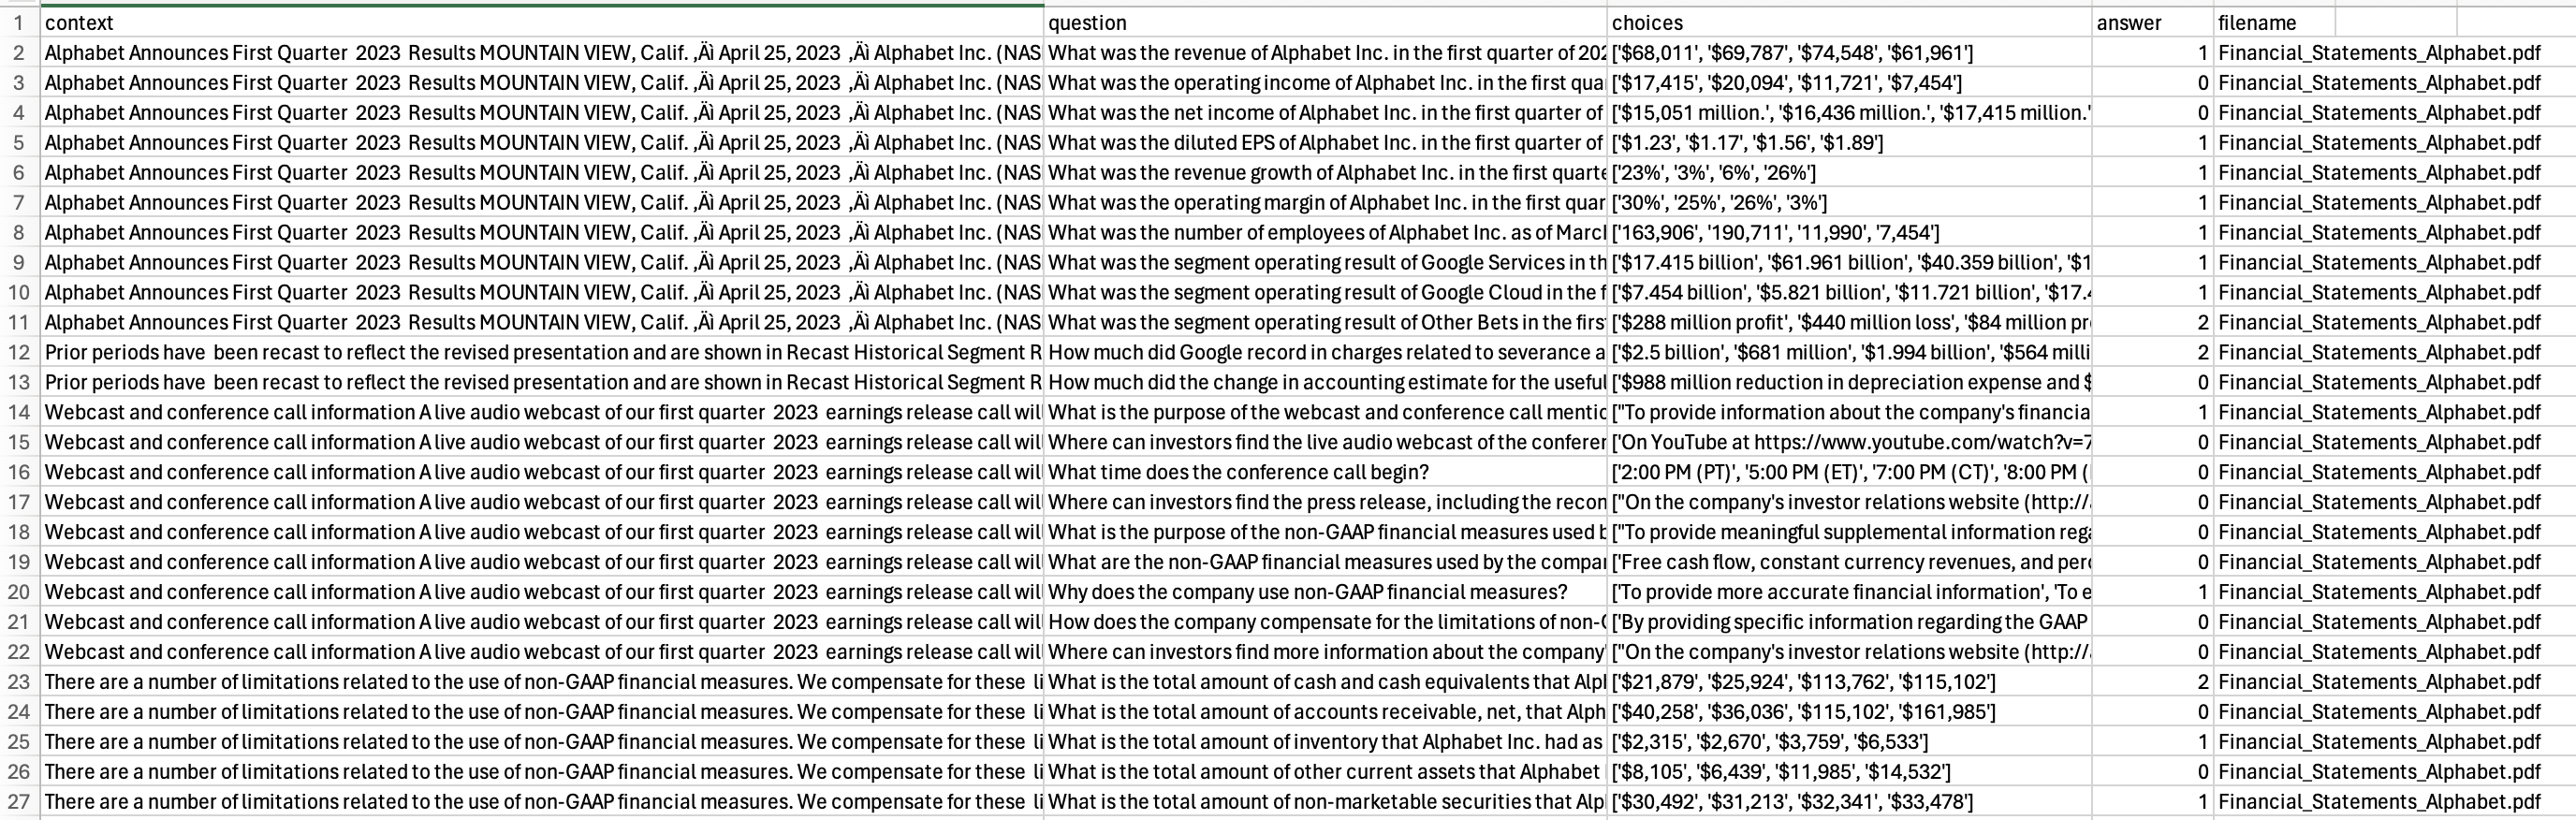 1 context question choices answer filename
2 Alphabet Announces First Quarter 2023 Results MOUNTAIN VIEW, Calif. ‚Äì April 25, 2023 ‚Äì Alphabet Inc. (NAS What was the revenue of Alphabet Inc. in the first quarter of 202 ['$68,011', '$69,787', '$74,548', '$61,961'] 1 Financial_Statements_Alphabet.pdf
3 Alphabet Announces First Quarter 2023 Results MOUNTAIN VIEW, Calif. ‚Äì April 25, 2023 ‚Äì Alphabet Inc. (NAS What was the operating income of Alphabet Inc. in the first qua ['$17,415', '$20,094', '$11,721', '$7,454'] 0 Financial_Statements_Alphabet.pdf
4 Alphabet Announces First Quarter 2023 Results MOUNTAIN VIEW, Calif. ‚Äì April 25, 2023 ‚Äì Alphabet Inc. (NAS What was the net income of Alphabet Inc. in the first quarter of ['$15,051 million.', '$16,436 million.', '$17,415 million.' 0 Financial_Statements_Alphabet.pdf
5 Alphabet Announces First Quarter 2023 Results MOUNTAIN VIEW, Calif. ‚Äì April 25, 2023 ‚Äì Alphabet Inc. (NAS What was the diluted EPS of Alphabet Inc. in the first quarter of ['$1.23', '$1.17', '$1.56', '$1.89'] 1 Financial_Statements_Alphabet.pdf
6 Alphabet Announces First Quarter 2023 Results MOUNTAIN VIEW, Calif. ‚Äì April 25, 2023 ‚Äì Alphabet Inc. (NAS What was the revenue growth of Alphabet Inc. in the first quarte ['23%', '3%', '6%', '26%'] 1 Financial_Statements_Alphabet.pdf
7 Alphabet Announces First Quarter 2023 Results MOUNTAIN VIEW, Calif. ‚Äì April 25, 2023 ‚Äì Alphabet Inc. (NAS What was the operating margin of Alphabet Inc. in the first quar ['30%', '25%', '26%', '3%'] 1 Financial_Statements_Alphabet.pdf
8 Alphabet Announces First Quarter 2023 Results MOUNTAIN VIEW, Calif. ‚Äì April 25, 2023 ‚Äì Alphabet Inc. (NAS What was the number of employees of Alphabet Inc. as of March ['163,906', '190,711', '11,990', '7,454'] 1 Financial_Statements_Alphabet.pdf
9 Alphabet Announces First Quarter 2023 Results MOUNTAIN VIEW, Calif. ‚Äì April 25, 2023 ‚Äì Alphabet Inc. (NAS What was the segment operating result of Google Services in th ['$17.415 billion', '$61.961 billion', '$40.359 billion', '$1 1 Financial_Statements_Alphabet.pdf
10 Alphabet Announces First Quarter 2023 Results MOUNTAIN VIEW, Calif. ‚Äì April 25, 2023 ‚Äì Alphabet Inc. (NAS What was the segment operating result of Google Cloud in the f ['$7.454 billion', '$5.821 billion', '$11.721 billion', '$17.4 1 Financial_Statements_Alphabet.pdf
11 Alphabet Announces First Quarter 2023 Results MOUNTAIN VIEW, Calif. ‚Äì April 25, 2023 ‚Äì Alphabet Inc. (NAS What was the segment operating result of Other Bets in the first ['$288 million profit', '$440 million loss', '$84 million pr 2 Financial_Statements_Alphabet.pdf
12 Prior periods have been recast to reflect the revised presentation and are shown in Recast Historical Segment R How much did Google record in charges related to severance a ['$2.5 billion', '$681 million', '$1.994 billion', '$564 milli 2 Financial_Statements_Alphabet.pdf
13 Prior periods have been recast to reflect the revised presentation and are shown in Recast Historical Segment R How much did the change in accounting estimate for the useful ['$988 million reduction in depreciation expense and $ 0 Financial_Statements_Alphabet.pdf
14 Webcast and conference call information A live audio webcast of our first quarter 2023 earnings release call wil What is the purpose of the webcast and conference call mentio ["To provide information about the company's financia 1 Financial_Statements_Alphabet.pdf
15 Webcast and conference call information A live audio webcast of our first quarter 2023 earnings release call wil Where can investors find the live audio webcast of the conferen ['On YouTube at https://www.youtube.com/watch?v=7 0 Financial_Statements_Alphabet.pdf
16 Webcast and conference call information A live audio webcast of our first quarter 2023 earnings release call wil What time does the conference call begin? ['2:00 PM (PT)', '5:00 PM (ET)', '7:00 PM (CT)', '8:00 PM ( 0 Financial_Statements_Alphabet.pdf
17 Webcast and conference call information A live audio webcast of our first quarter 2023 earnings release call wil Where can investors find the press release, including the recon ["On the company's investor relations website (http:// 0 Financial_Statements_Alphabet.pdf
18 Webcast and conference call information A live audio webcast of our first quarter 2023 earnings release call wil What is the purpose of the non-GAAP financial measures used b ["To provide meaningful supplemental information rega 0 Financial_Statements_Alphabet.pdf
19 Webcast and conference call information A live audio webcast of our first quarter 2023 earnings release call wil What are the non-GAAP financial measures used by the compan ['Free cash flow, constant currency revenues, and perc 0 Financial_Statements_Alphabet.pdf
20 Webcast and conference call information A live audio webcast of our first quarter 2023 earnings release call wil Why does the company use non-GAAP financial measures? ['To provide more accurate financial information', 'To e 1 Financial_Statements_Alphabet.pdf
21 Webcast and conference call information A live audio webcast of our first quarter 2023 earnings release call wil How does the company compensate for the limitations of non-G ['By providing specific information regarding the GAAP 0 Financial_Statements_Alphabet.pdf
22 Webcast and conference call information A live audio webcast of our first quarter 2023 earnings release call wil Where can investors find more information about the company' ["On the company's investor relations website (http:// 0 Financial_Statements_Alphabet.pdf
23 There are a number of limitations related to the use of non-GAAP financial measures. We compensate for these li What is the total amount of cash and cash equivalents that Alph ['$21,879', '$25,924', '$113,762', '$115,102'] 2 Financial_Statements_Alphabet.pdf
24 There are a number of limitations related to the use of non-GAAP financial measures. We compensate for these li What is the total amount of accounts receivable, net, that Alph ['$40,258', '$36,036', '$115,102', '$161,985'] 0 Financial_Statements_Alphabet.pdf
25 There are a number of limitations related to the use of non-GAAP financial measures. We compensate for these li What is the total amount of inventory that Alphabet Inc. had as ['$2,315', '$2,670', '$3,759', '$6,533'] 1 Financial_Statements_Alphabet.pdf
26 There are a number of limitations related to the use of non-GAAP financial measures. We compensate for these li What is the total amount of other current assets that Alphabet ['$8,105', '$6,439', '$11,985', '$14,532'] 0 Financial_Statements_Alphabet.pdf
27 There are a number of limitations related to the use of non-GAAP financial measures. We compensate for these li What is the total amount of non-marketable securities that Alp ['$30,492', '$31,213', '$32,341', '$33,478'] 1 Financial_Statements_Alphabet.pdf